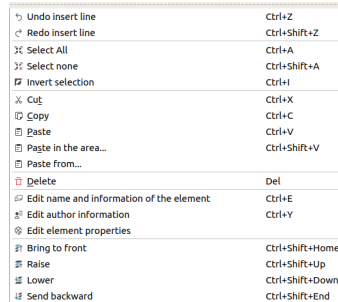 Undo insert line Ctrl+Z
Redo insert line Ctrl+Shift+Z
Select All Ctrl+A
Select none Ctrl+Shift+A
Invert selection Ctrl+I
Cut Ctrl+X
Copy Ctrl+C
Paste Ctrl+V
Paste in the area... Ctrl+Shift+V
Paste from...
Delete Del
Edit name and information of the element Ctrl+E
Edit author information Ctrl+Y
Edit element properties
Bring to front Ctrl+Shift+Home
Raise Ctrl+Shift+Up
Lower Ctrl+Shift+Down
Send backward Ctrl+Shift+End